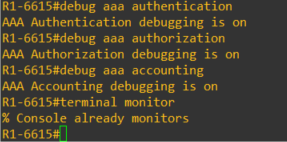 R1-6615#debug aaa authentication
AAA Authentication debugging is on
R1-6615#debug aaa authorization
AAA Authorization debugging is on
R1-6615#debug aaa accounting
AAA Accounting debugging is on
R1-6615#terminal monitor
% Console already monitors
R1-6615#